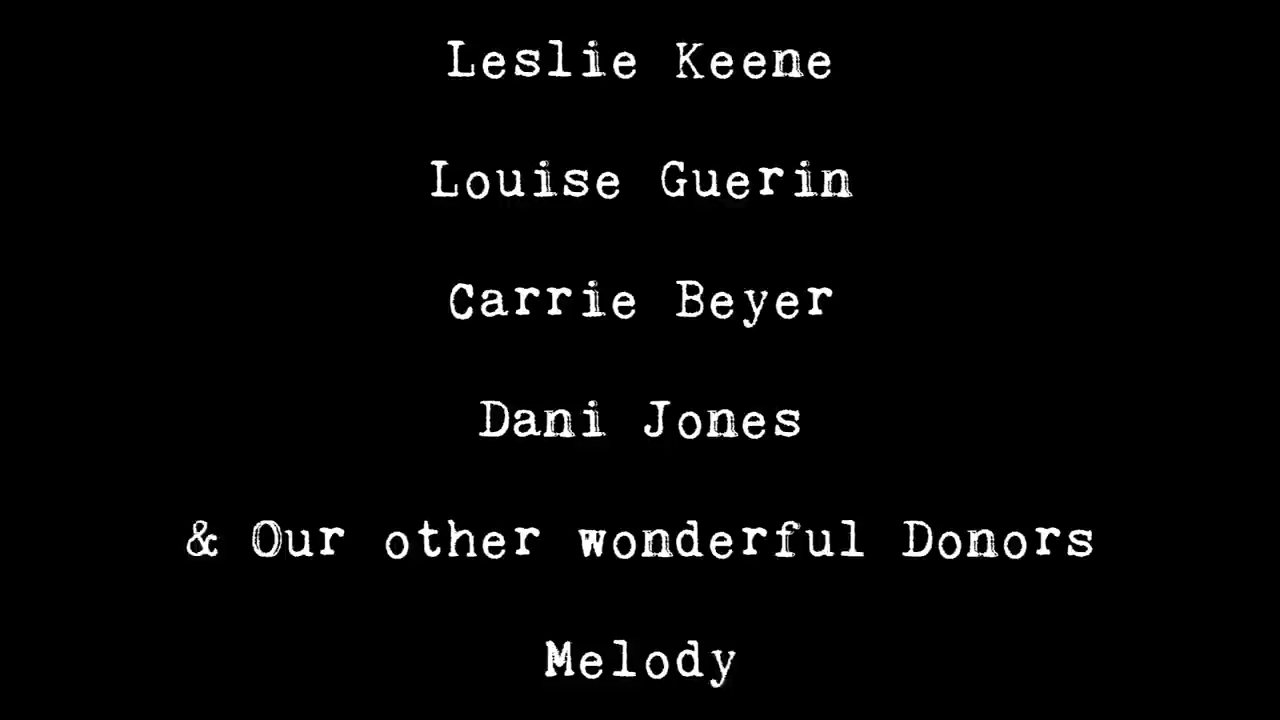 Leslie Keene
Louise Guerin
Carrie Beyer
Dani Jones
& Our other wonderful Donors
Melody